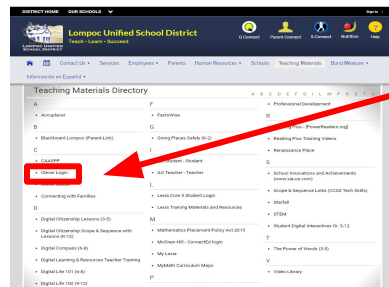 DISTRICT HOME OUR SCHOOLS
Sign In
Lompoc Unified School District
Teach - Learn - Succeed
LOMPOC UNIFIED
SCHOOL DISTRICT
Q Connect Parent Connect Q Connect Nutrition Help
Contact Us Services Employees Parents Human Resources Schools Teaching Materials Bond Measure
Información en Español
Teaching Materials Directory
A B C D E F G I L M P R S T V
A
Accuplacer
B
Blackboard Lompoc (Parent-Link)
C
CAASPP
Clever Login
Connecting with Families
D
Digital Citizenship Lessons (3-5)
Digital Citizenship Scope & Sequence with
Lessons (K-12)
Digital Compass (6-8)
Digital Learning & Resources Teacher Training
Digital Life 101 (6-8)
Digital Life 102 (9-12)
F
FactsWise
G
Going Places Safely (K-2)
I
Student - Student
ixit Teacher - Teacher
L
Lexia Core 5 Student Login
Lexia Training Materials and Resources
M
Mathematics Placement Policy Act 2015
McGraw Hill - ConnectEd login
My Lexia
MyMath Curriculum Maps
P
Professional Development
R
Plus - [PowerReaders.org]
Reading Plus Training Videos
Renaissance Place
S
School Innovations and Achievements
(www.sia-us.com)
Scope & Sequence Links (CCSS Tech Skills)
Starfall
STEM
Student Digital Interactives Gr. 3-12
T
The Power of Words (3-5)
V
Video Library